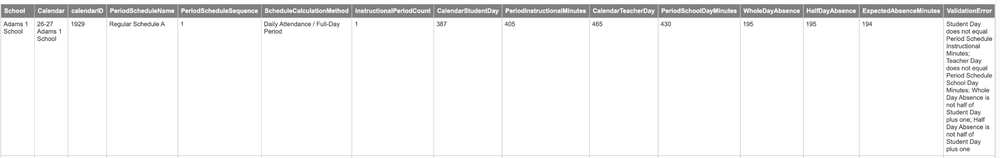 School Calendar calendarID PeriodScheduleName PeriodScheduleSequence ScheduleCalculationMethod InstructionalPeriodCount CalendarStudentDay PeriodInstructionalMinutes CalendarTeacherDay PeriodSchoolDayMinutes WholeDayAbsence HalfDayAbsence ExpectedAbsenceMinutes ValidationError
Adams 1
School
26-27
Adams 1
School
1929
Regular Schedule A
1
Daily Attendance / Full-Day
Period
1
387
405
465
430
195
195
194
Student Day
does not equal
Period Schedule
Instructional
Minutes;
Teacher Day
does not equal
Period Schedule
School Day
Minutes; Whole
Day Absence is
not half of
Student Day
plus one; Half
Day Absence is
not half of
Student Day
plus one